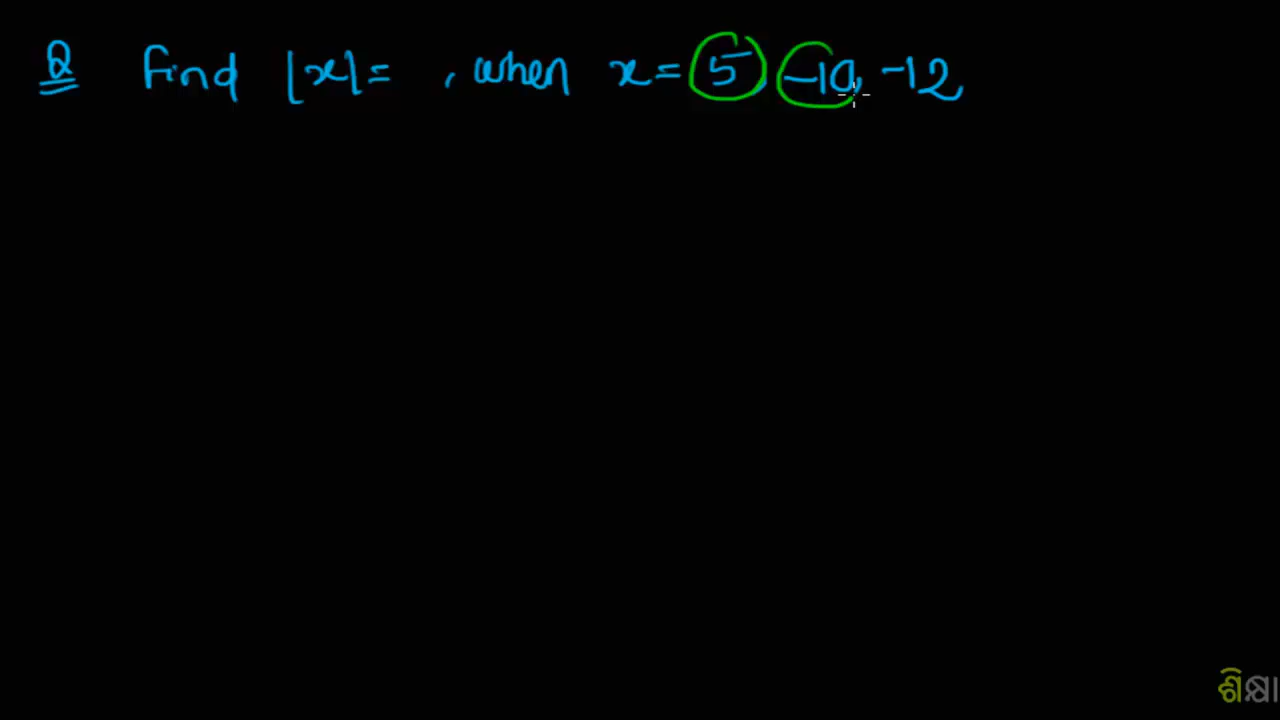 Q Find |x|= , when x = 5, -10, -12
ଶିକ୍ଷା